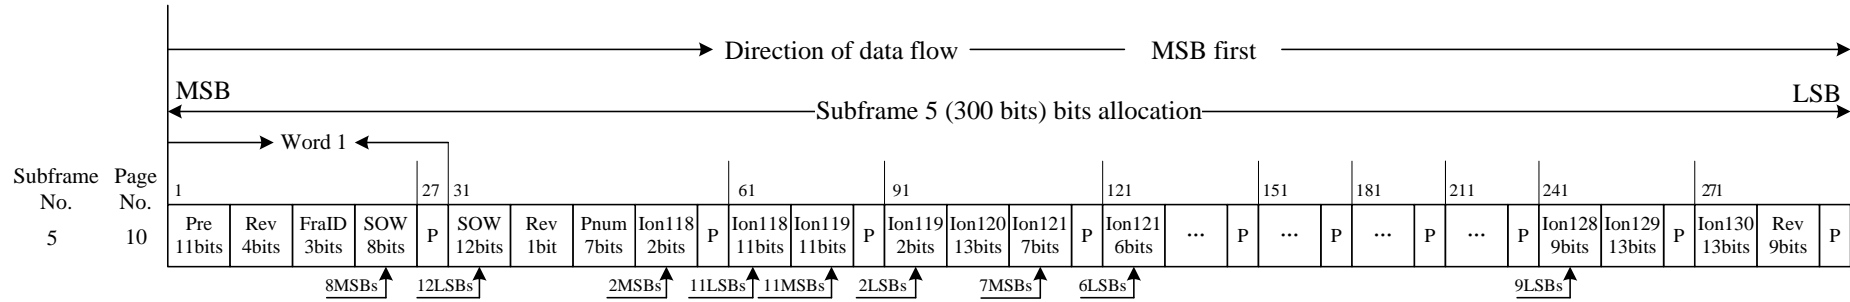 Direction of data flow MSB first
MSB LSB
Subframe 5 (300 bits) bits allocation
Word 1
Subframe Page
No. No.
1 27 31 61 91 121 151 181 211 241 271
Pre Rev FraID SOW P SOW Rev Pnum Ion118 P Ion118 Ion119 P Ion119 Ion120 Ion121 P Ion121 ... P ... P ... P ... P Ion128 Ion129 P Ion130 Rev P
5 10 11bits 4bits 3bits 8bits 12bits 1bit 7bits 2bits 11bits 11bits 2bits 13bits 7bits 6bits 9bits 13bits 13bits 9bits
8MSBs 12LSBs 2MSBs 11LSBs 11MSBs 2LSBs 7MSBs 6LSBs 9LSBs